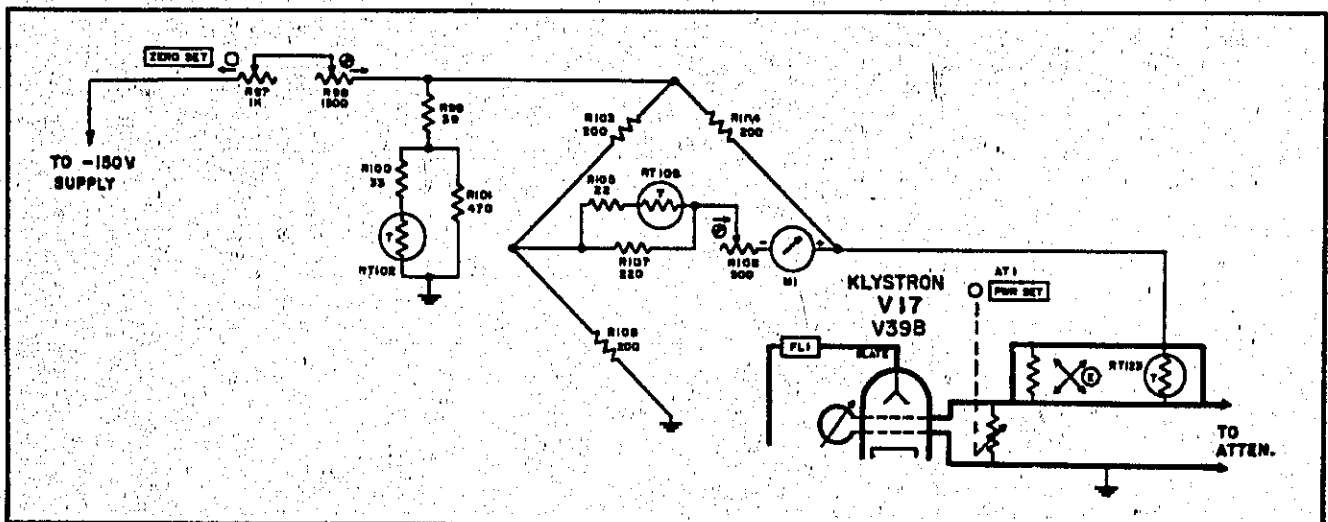 ZERO SET
R97
1K
R98
1500
TO -150V
SUPPLY
R99
39
R100
33
R101
470
RT102
R103
200
R104
200
R105
22
RT106
R107
220
R108
500
-
+
M1
R109
200
KLYSTRON
V17
V39B
FL1
AT1
PWR SET
RT123
E
TO
ATTEN.